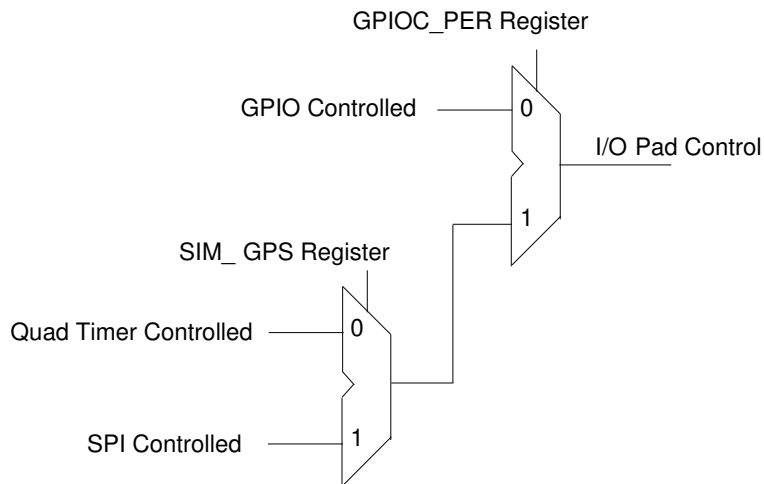 GPIOC_PER Register
GPIO Controlled
0
I/O Pad Control
1
SIM_ GPS Register
Quad Timer Controlled
0
SPI Controlled
1